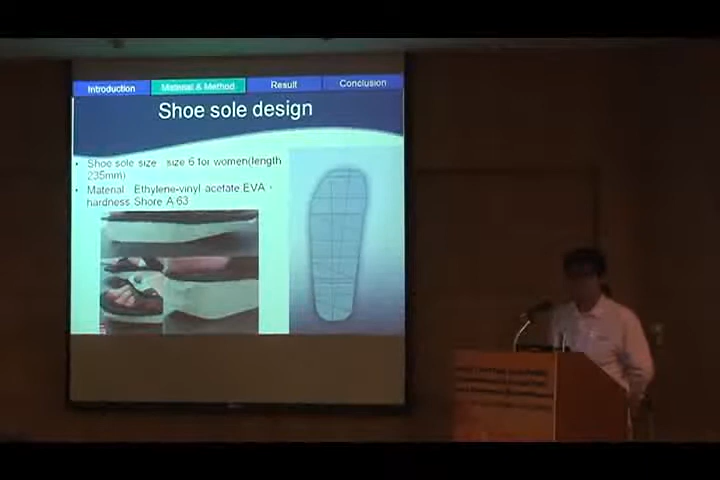 Introduction
Material & Method
Result
Conclusion
Shoe sole design
• Shoe sole size size 6 for women(length
235mm)
• Material Ethylene-vinyl acetate EVA,
hardness Shore A 63